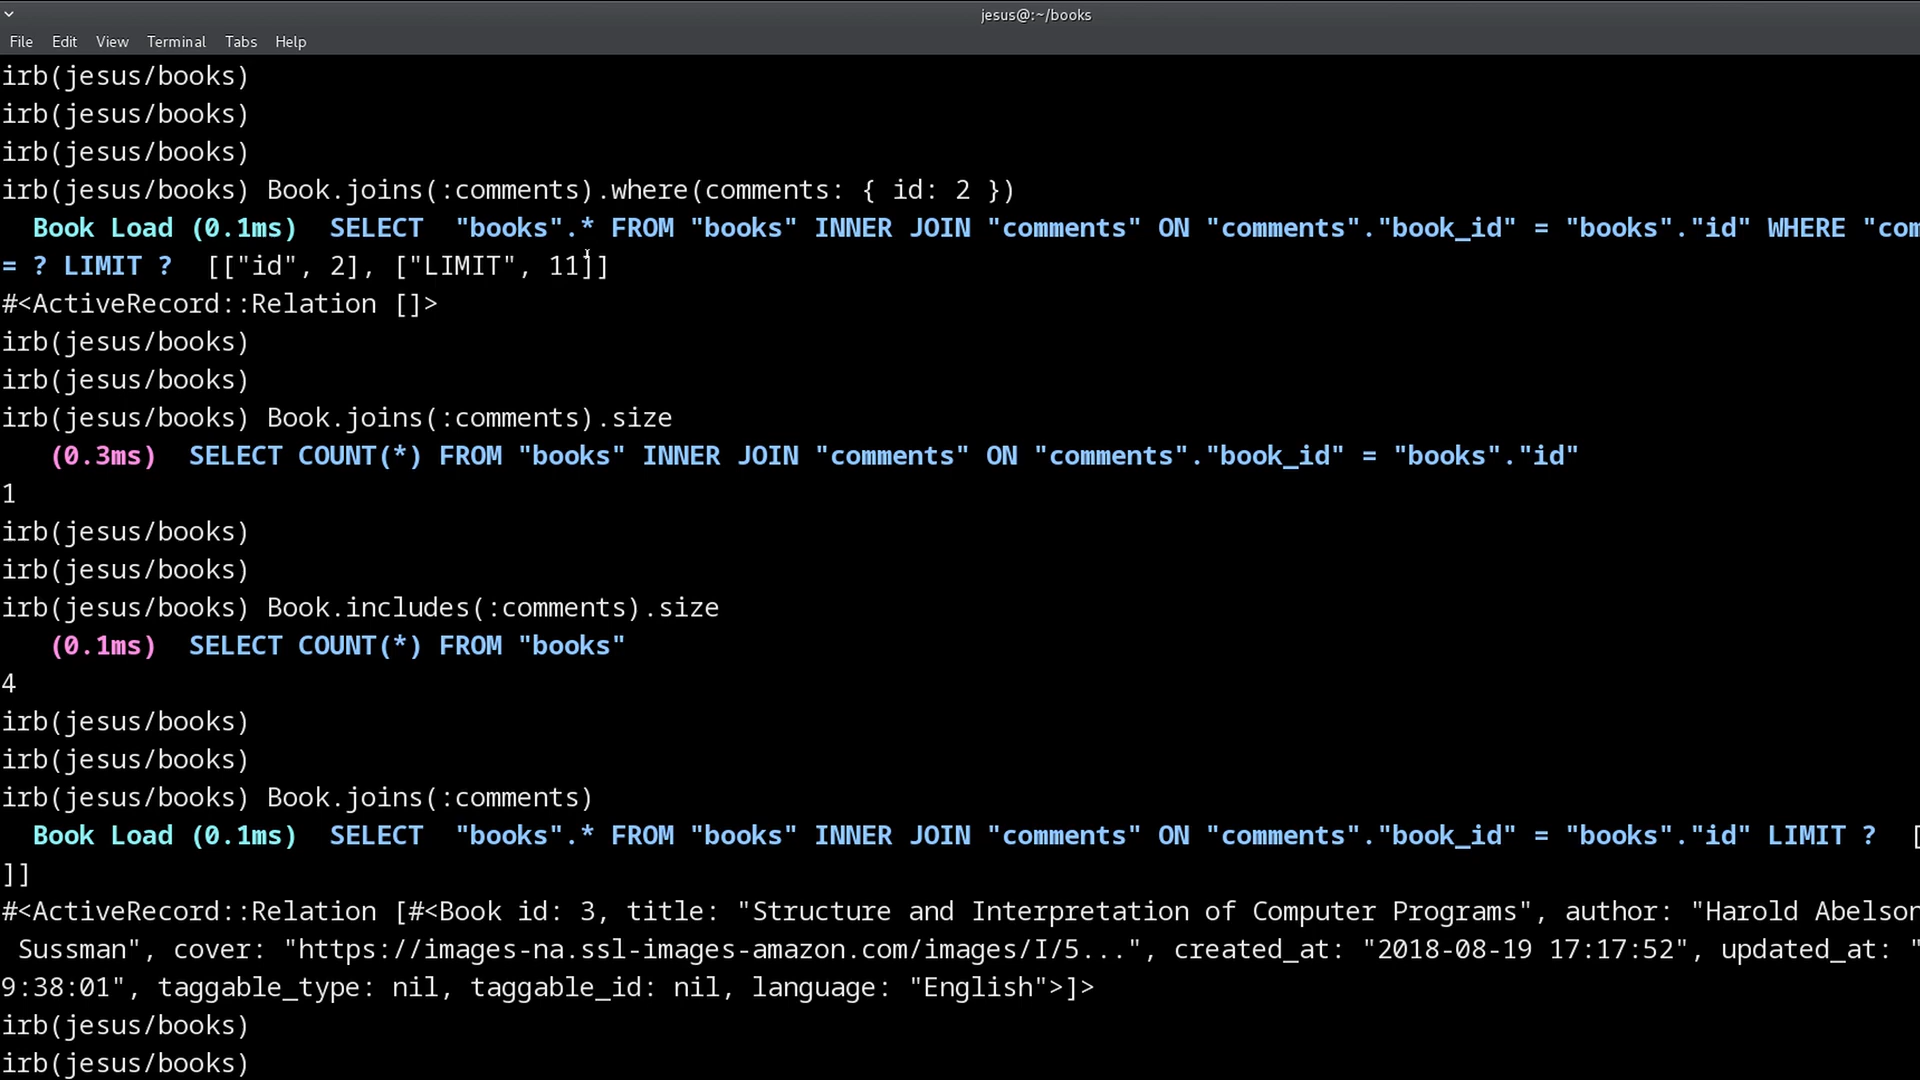 jesus@:~/books
File Edit View Terminal Tabs Help
irb(jesus/books)
irb(jesus/books)
irb(jesus/books)
irb(jesus/books) Book.joins(:comments).where(comments: { id: 2 })
Book Load (0.1ms) SELECT "books".* FROM "books" INNER JOIN "comments" ON "comments"."book_id" = "books"."id" WHERE "com
= ? LIMIT ? [["id", 2], ["LIMIT", 11]]
#<ActiveRecord::Relation []>
irb(jesus/books)
irb(jesus/books)
irb(jesus/books) Book.joins(:comments).size
(0.3ms) SELECT COUNT(*) FROM "books" INNER JOIN "comments" ON "comments"."book_id" = "books"."id"
1
irb(jesus/books)
irb(jesus/books)
irb(jesus/books) Book.includes(:comments).size
(0.1ms) SELECT COUNT(*) FROM "books"
4
irb(jesus/books)
irb(jesus/books)
irb(jesus/books) Book.joins(:comments)
Book Load (0.1ms) SELECT "books".* FROM "books" INNER JOIN "comments" ON "comments"."book_id" = "books"."id" LIMIT ? [
]]
#<ActiveRecord::Relation [#<Book id: 3, title: "Structure and Interpretation of Computer Programs", author: "Harold Abelson
Sussman", cover: "https://images-na.ssl-images-amazon.com/images/I/5...", created_at: "2018-08-19 17:17:52", updated_at: "
9:38:01", taggable_type: nil, taggable_id: nil, language: "English">]>
irb(jesus/books)
irb(jesus/books)